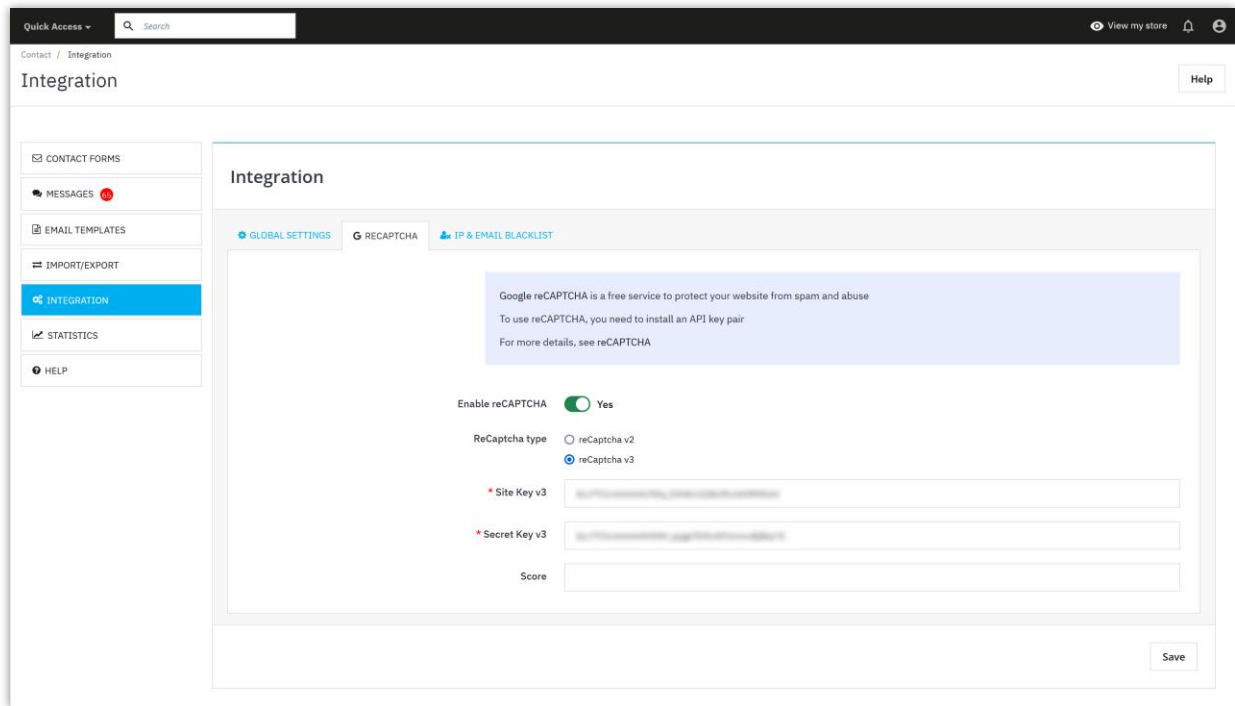 Quick Access
Search
View my store
Contact / Integration
Integration
Help
CONTACT FORMS
MESSAGES 66
EMAIL TEMPLATES
IMPORT/EXPORT
INTEGRATION
STATISTICS
HELP
Integration
GLOBAL SETTINGS
G RECAPTCHA
IP & EMAIL BLACKLIST
Google reCAPTCHA is a free service to protect your website from spam and abuse
To use reCAPTCHA, you need to install an API key pair
For more details, see reCAPTCHA
Enable reCAPTCHA Yes
ReCaptcha type reCaptcha v2
reCaptcha v3
* Site Key v3
* Secret Key v3
Score
Save